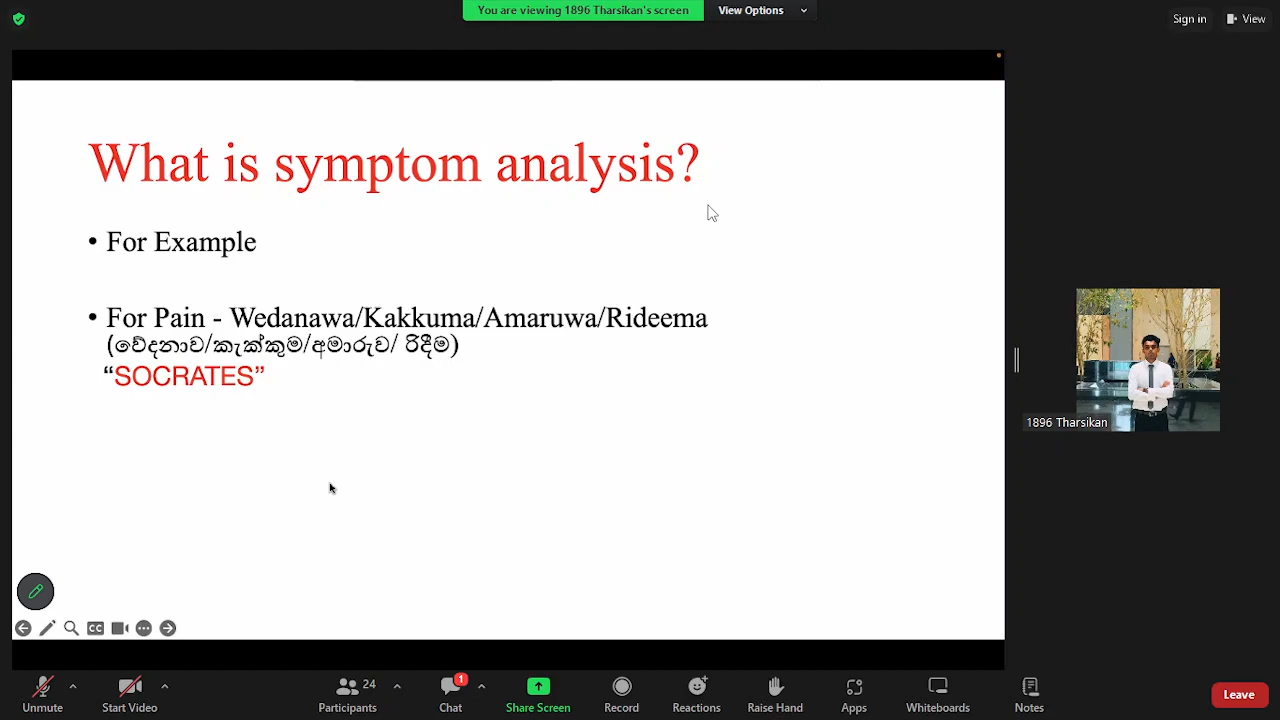 You are viewing 1896 Tharsikan's screen
View Options
Sign in
View
What is symptom analysis?
• For Example
• For Pain - Wedanawa/Kakkuma/Amaruwa/Rideema
(වේදනාව/කැක්කුම/අමාරුව/ රිදීම)
“SOCRATES”
1896 Tharsikan
CC
24
1
Unmute
Start Video
Participants
Chat
Share Screen
Record
Reactions
Raise Hand
Apps
Whiteboards
Notes
Leave